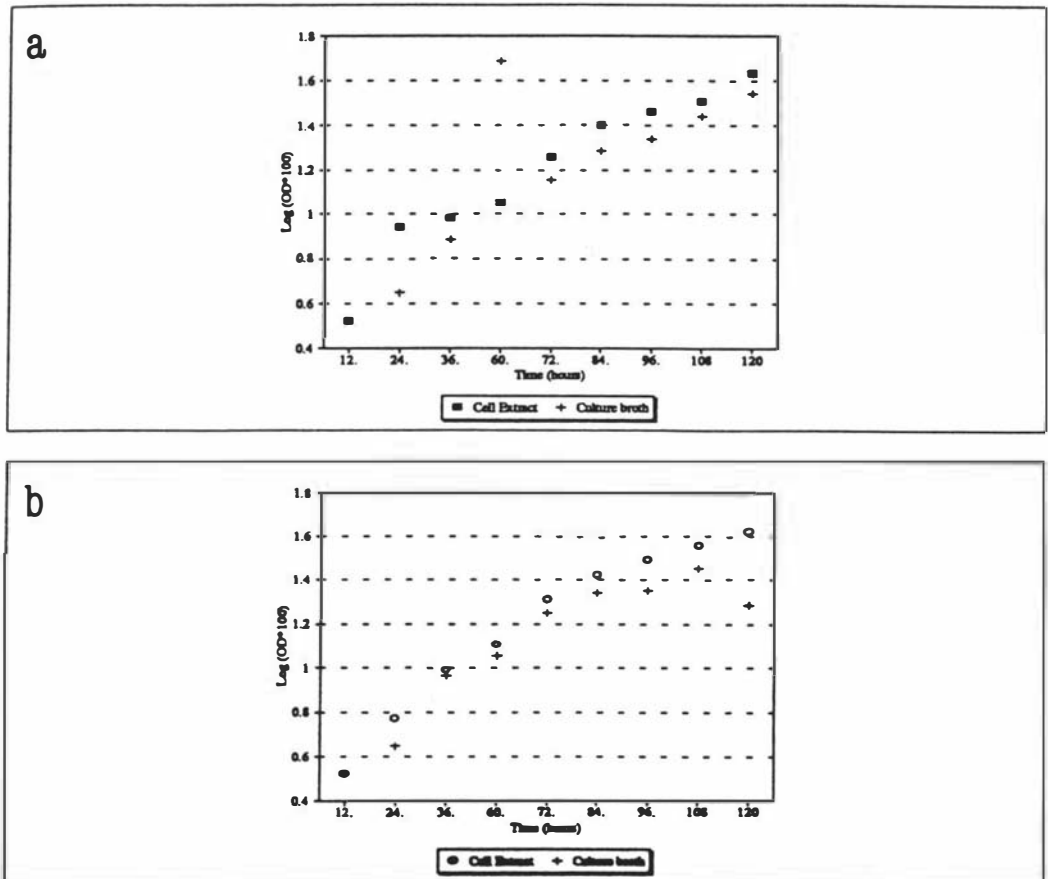 a
1.8
1.6
1.4
1.2
1
0.8
0.6
0.4
Log (OD*100)
12. 24. 36. 60. 72. 84. 96. 108 120
Time (hours)
Cell Extract + Culture broth
b
1.8
1.6
1.4
1.2
1
0.8
0.6
0.4
Log (OD*100)
12. 24. 36. 60. 72. 84. 96. 108 120
Time (hours)
Cell Extract + Culture broth